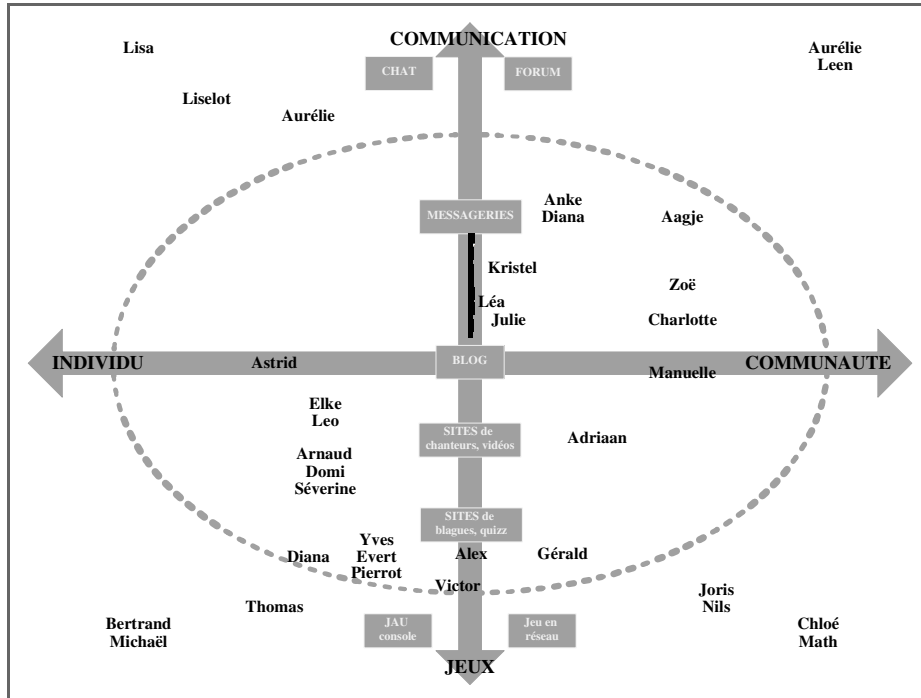 COMMUNICATION
Lisa
Aurélie
Leen
CHAT
FORUM
Liselot
Aurélie
MESSAGERIES
Anke
Diana
Aagje
Kristel
Zoë
Léa
Julie
Charlotte
INDIVIDU
Astrid
BLOG
Manuelle
COMMUNAUTE
Elke
Leo
SITES de
chanteurs, vidéos
Adriaan
Arnaud
Domi
Séverine
SITES de
blagues, quizz
Diana
Yves
Evert
Pierrot
Alex
Gérald
Victor
Thomas
Joris
Nils
Bertrand
Michaël
JAU
console
Jeu en
réseau
Chloé
Math
JEUX